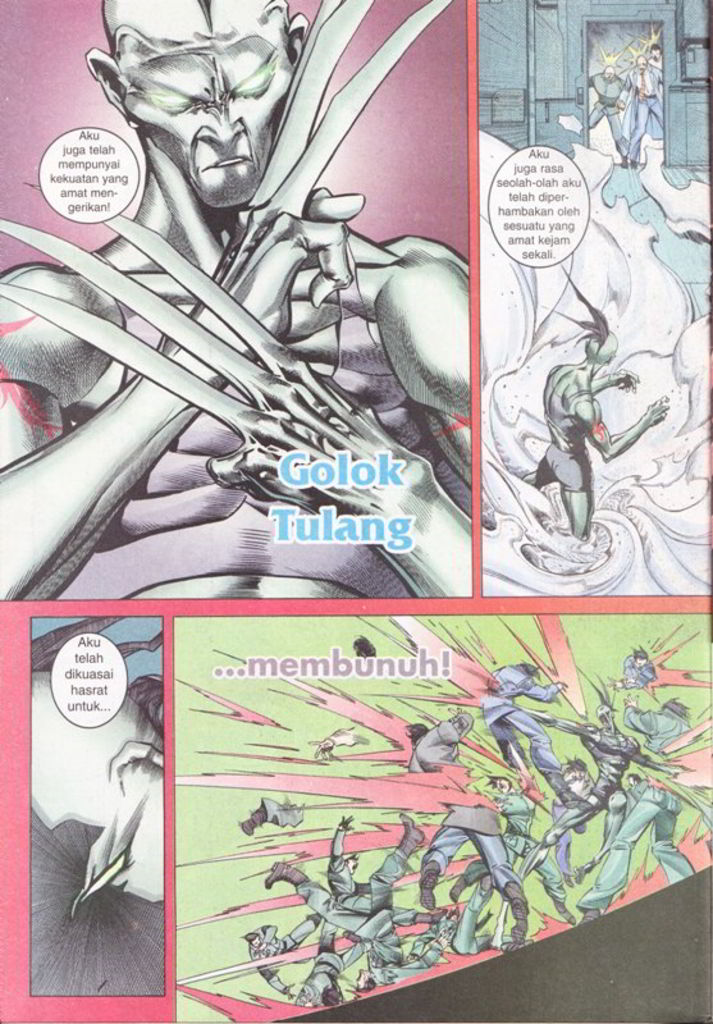 Aku
juga telah
mempunyai
kekuatan yang
amat men-
gerikan!
Golok
Tulang
Aku
juga rasa
seolah-olah aku
telah diper-
hambakan oleh
sesuatu yang
amat kejam
sekali.
Aku
telah
dikuasai
hasrat
untuk...
...membunuh!